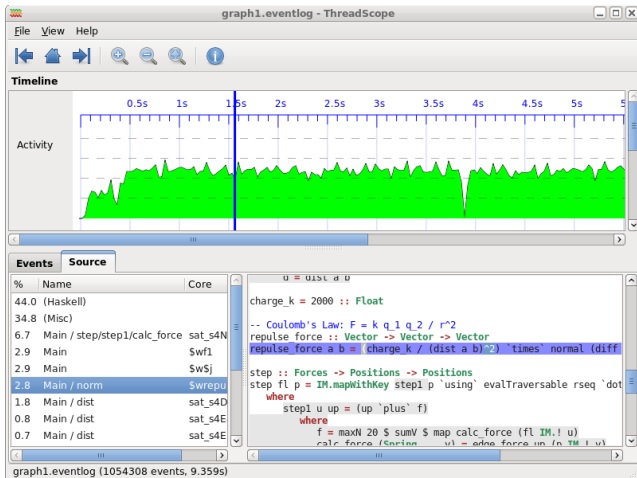 graph1.eventlog - ThreadScope
File View Help
Timeline
0.5s 1s 1.5s 2s 2.5s 3s 3.5s 4s 4.5s 5s 5
Activity
Events Source
% Name Core
44.0 (Haskell)
34.8 (Misc)
6.7 Main / step/step1/calc_force sat_s4N
2.9 Main $wf1
2.9 Main $w$j
2.8 Main / norm $wrepu
1.8 Main / dist sat_s4D
0.8 Main / dist sat_s4E
0.7 Main / dist sat_s4E
d = dist a b
charge_k = 2000 :: Float
-- Coulomb's Law: F = k q_1 q_2 / r^2
repulse_force :: Vector -> Vector -> Vector
repulse_force a b = (charge_k / (dist a b)^2) `times` normal (diff
step :: Forces -> Positions -> Positions
step fl p = IM.mapWithKey step1 p `using` evalTraversable rseq `dot
where
step1 u up = (up `plus` f)
where
f = maxN 20 $ sumV $ map calc_force (fl IM.! u)
calc_force (Spring v) = edge_force up (p IM.! v)
graph1.eventlog (1054308 events, 9.359s)